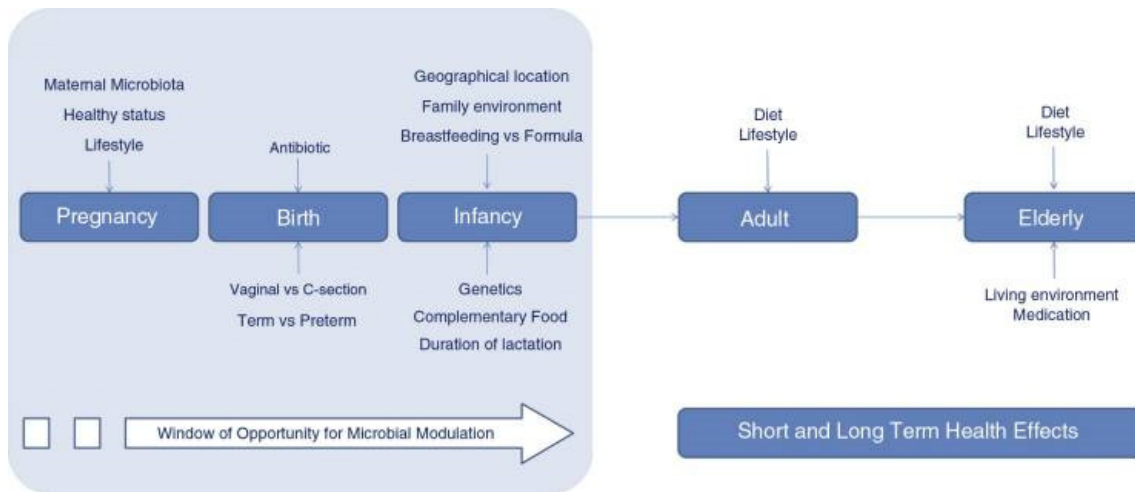 Maternal Microbiota
Healthy status
Lifestyle
Pregnancy
Antibiotic
Birth
Vaginal vs C-section
Term vs Preterm
Geographical location
Family environment
Breastfeeding vs Formula
Infancy
Genetics
Complementary Food
Duration of lactation
Diet
Lifestyle
Adult
Diet
Lifestyle
Elderly
Living environment
Medication
Window of Opportunity for Microbial Modulation
Short and Long Term Health Effects